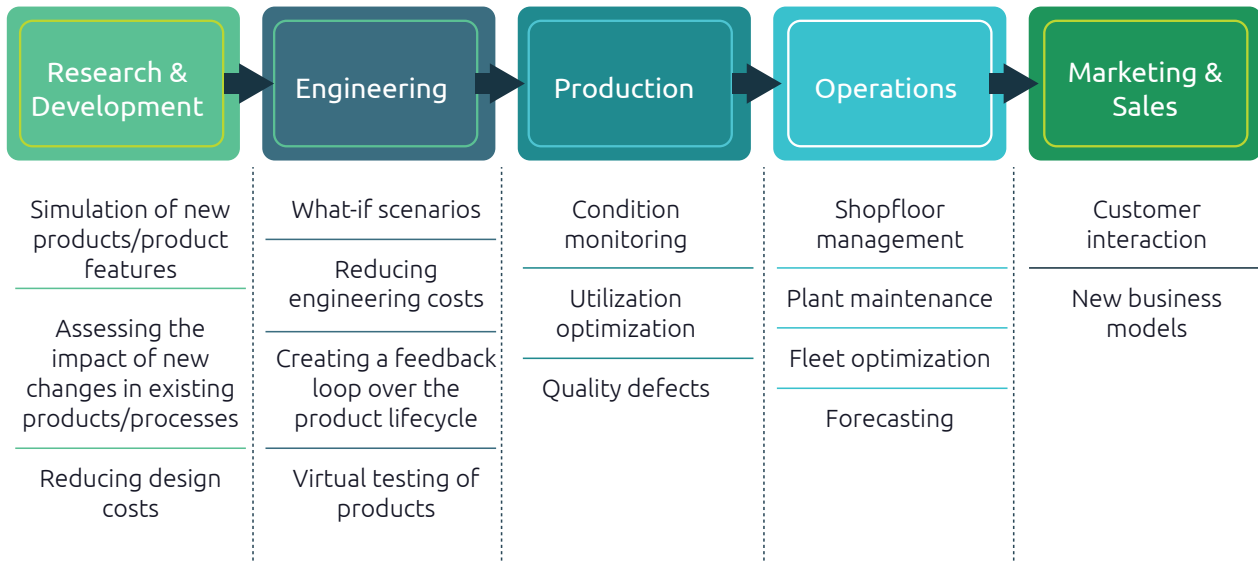 Research &
Development
Engineering
Production
Operations
Marketing &
Sales
Simulation of new
products/product
features
Assessing the
impact of new
changes in existing
products/processes
Reducing design
costs
What-if scenarios
Reducing
engineering costs
Creating a feedback
loop over the
product lifecycle
Virtual testing of
products
Condition
monitoring
Utilization
optimization
Quality defects
Shopfloor
management
Plant maintenance
Fleet optimization
Forecasting
Customer
interaction
New business
models